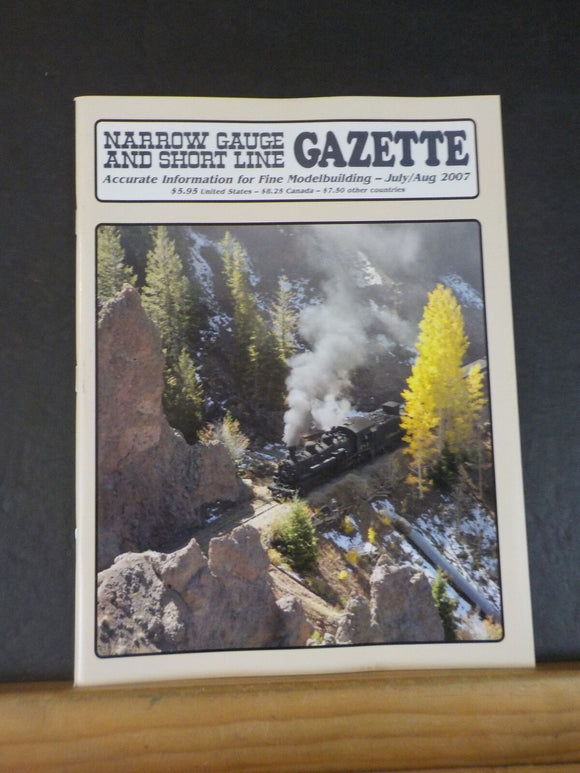 NARROW GAUGE
AND SHORT LINE
GAZETTE
Accurate Information for Fine Modelbuilding – July/Aug 2007
$5.95 United States – $8.25 Canada – $7.50 other countries